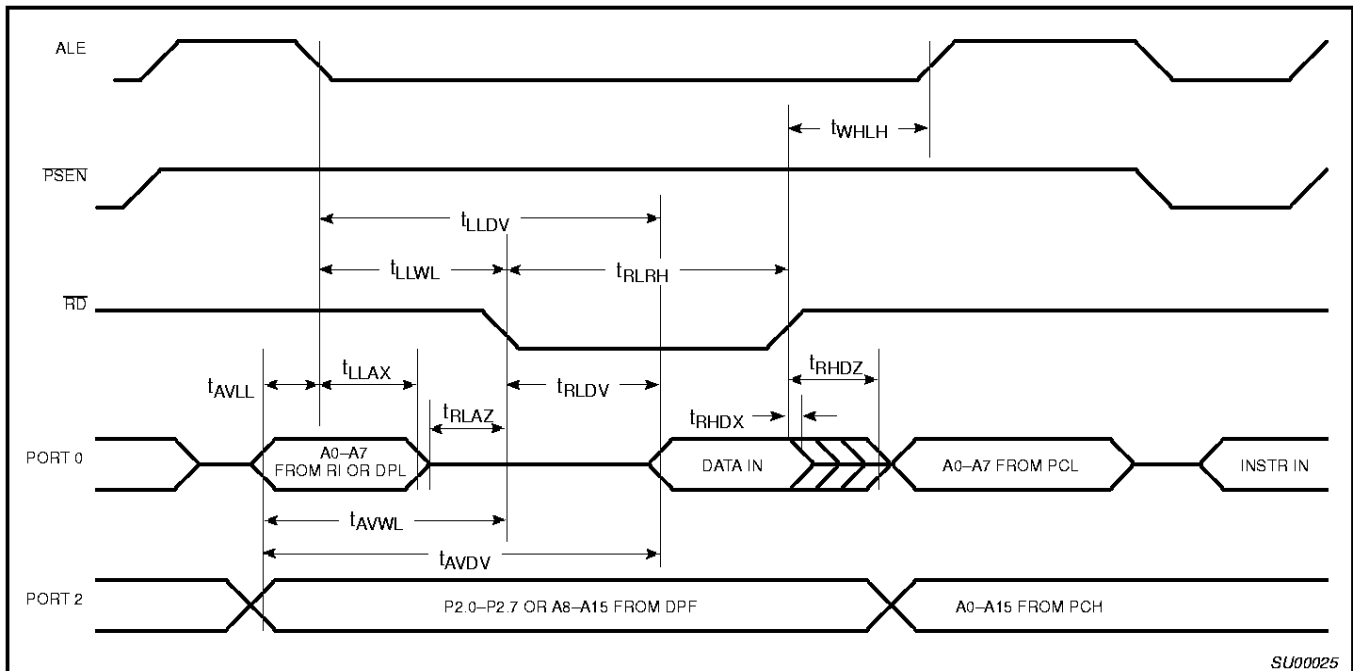 ALE
tWHLH
PSEN
tLLDV
tLLWL
tRLRH
RD
tAVLL
tLLAX
tRLAZ
tRLDV
tRHDZ
tRHDX
PORT 0
A0–A7
FROM RI OR DPL
DATA IN
A0–A7 FROM PCL
INSTR IN
tAVWL
tAVDV
PORT 2
P2.0–P2.7 OR A8–A15 FROM DPF
A0–A15 FROM PCH
SU00025